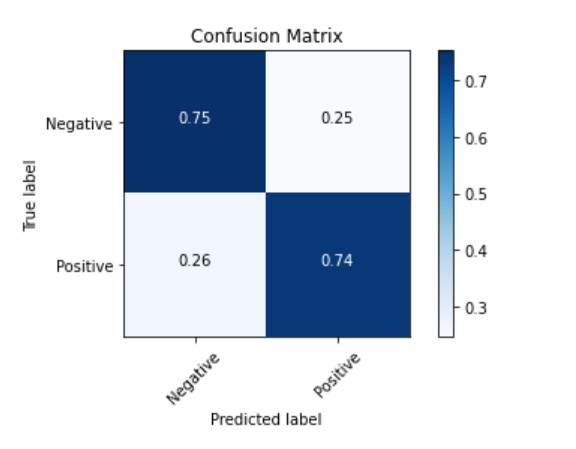 Confusion Matrix
True label
Negative
0.75
0.25
Positive
0.26
0.74
Negative
Positive
Predicted label
0.7
0.6
0.5
0.4
0.3